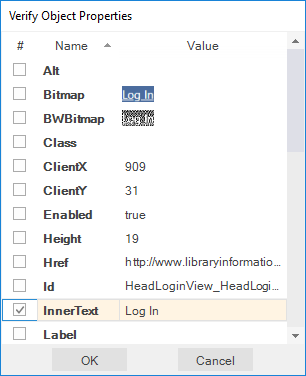 Verify Object Properties
# Name Value
Alt
Bitmap Log In
BWBitmap
Class
ClientX 909
ClientY 31
Enabled true
Height 19
Href http://www.libraryinformatio...
Id HeadLoginView_HeadLogi...
InnerText Log In
Label
OK Cancel